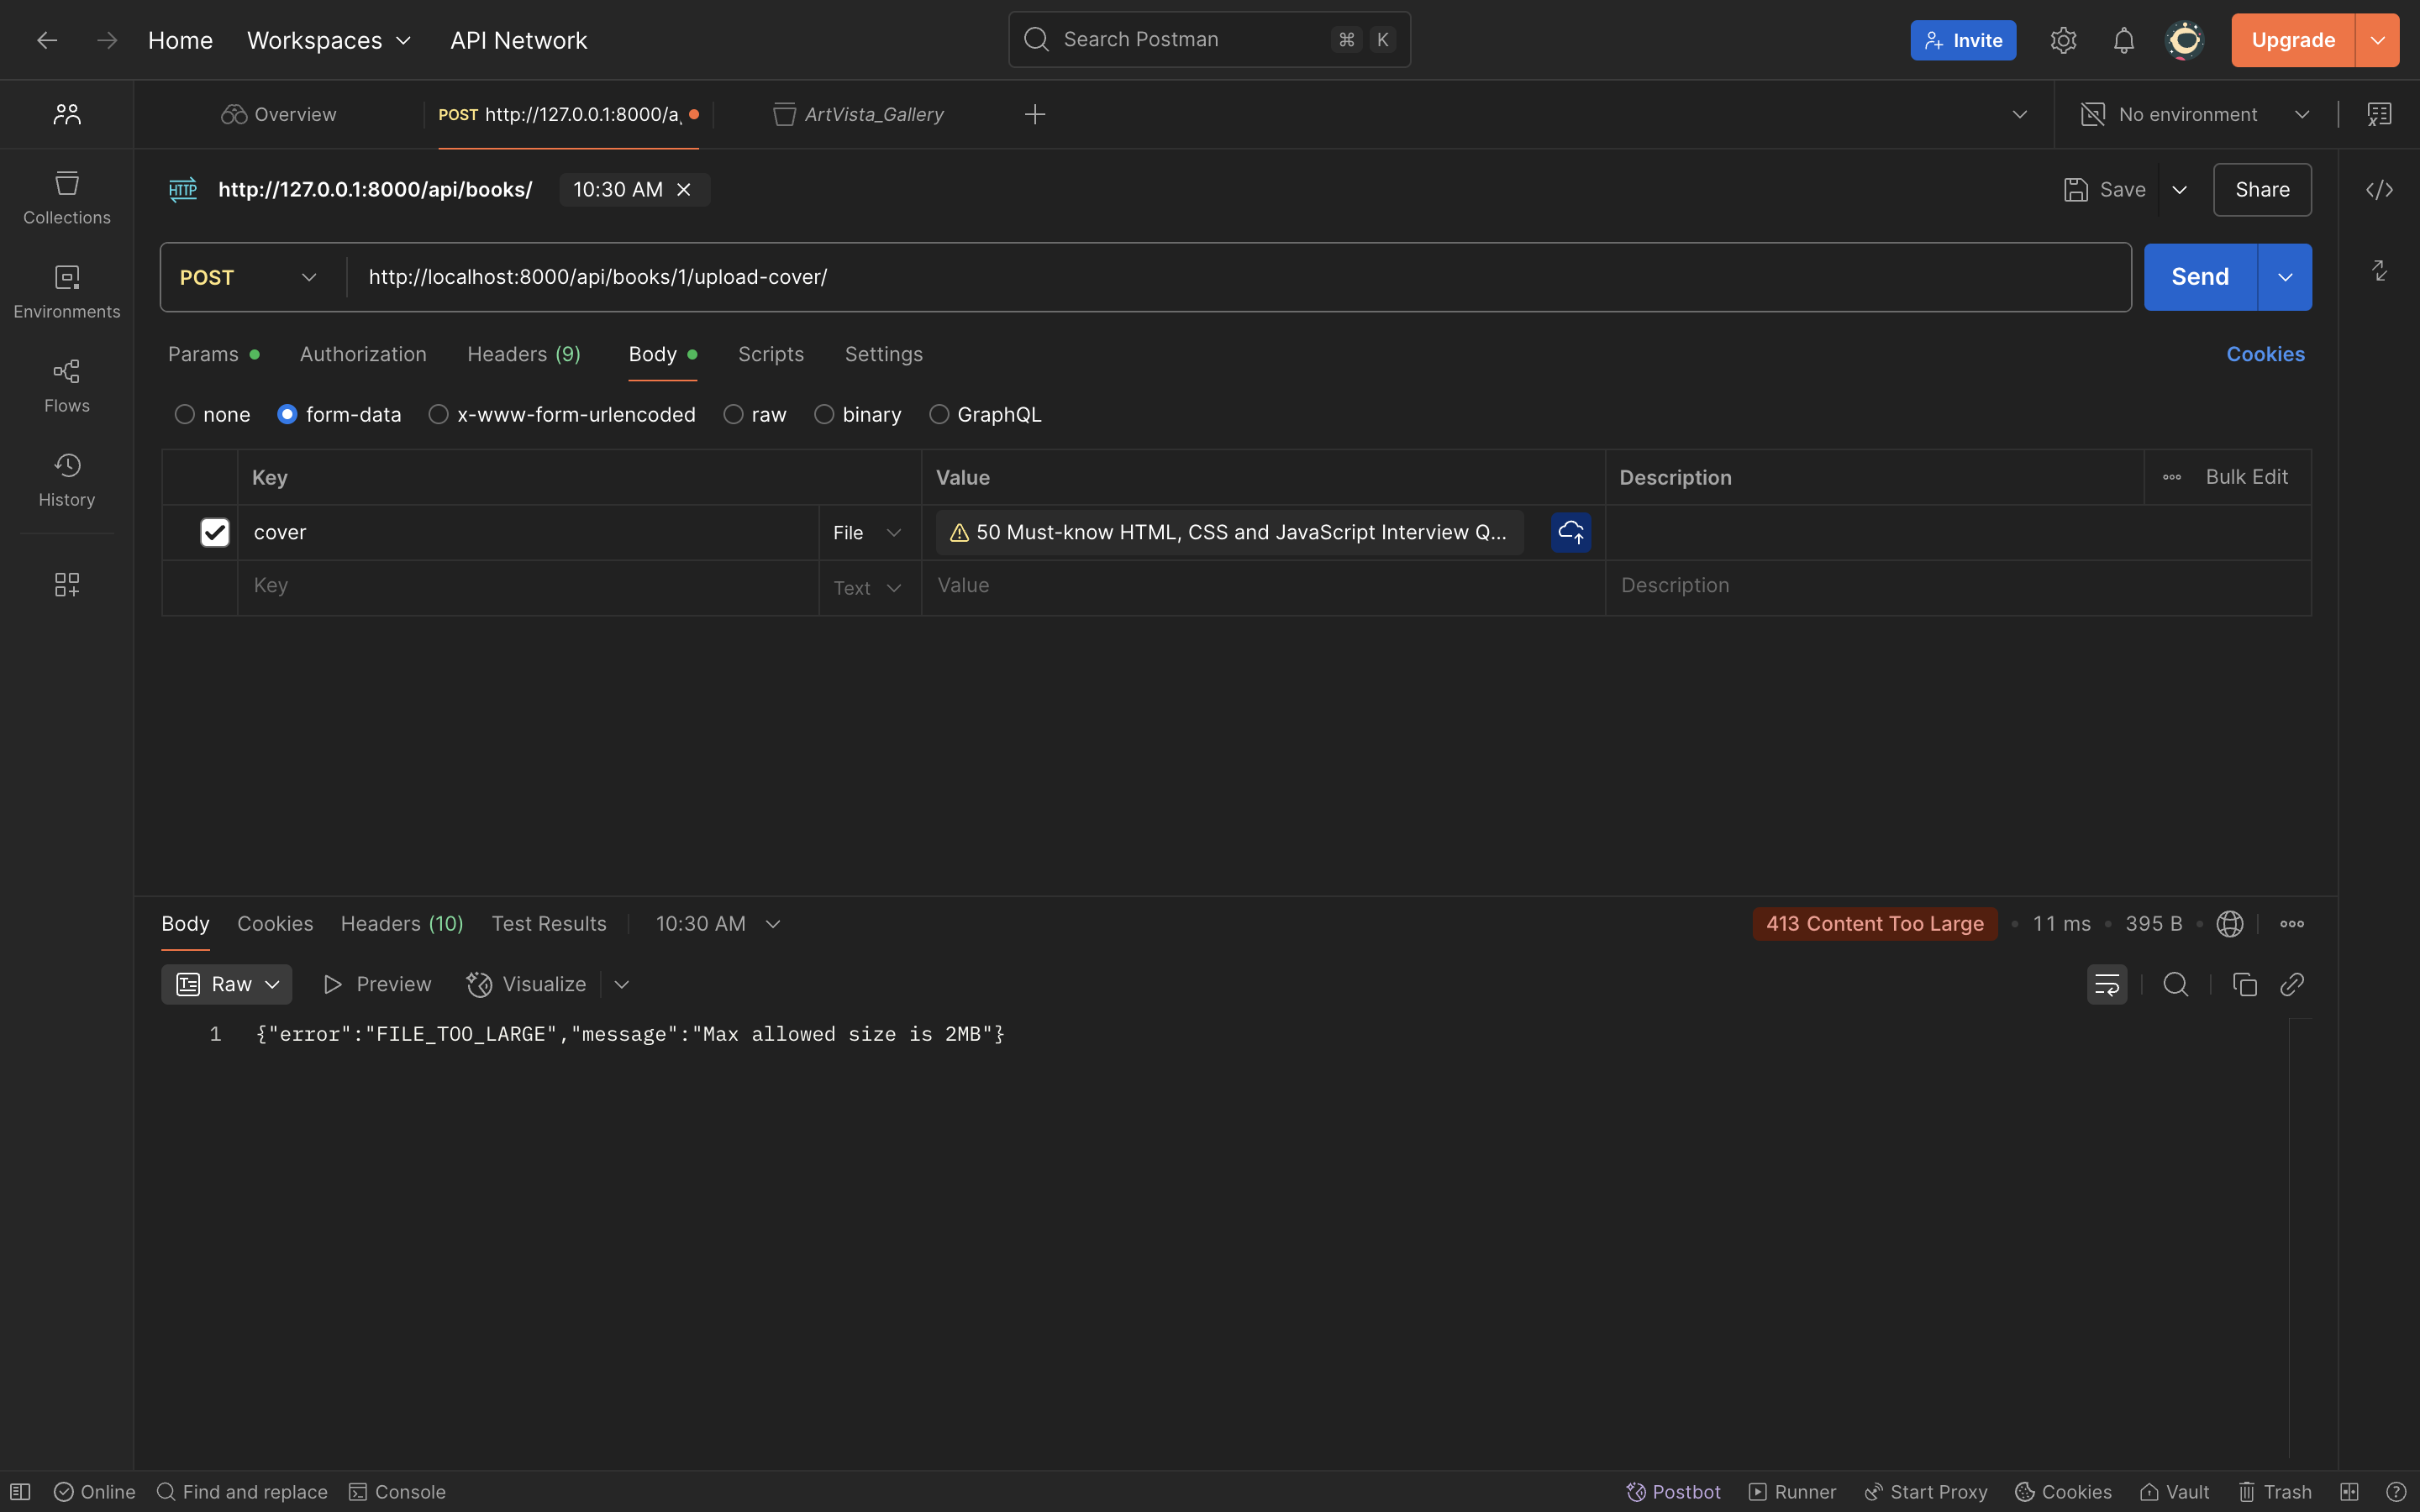 Home Workspaces API Network Search Postman ⌘ K Invite Upgrade
Overview POST http://127.0.0.1:8000/a ArtVista_Gallery No environment
HTTP http://127.0.0.1:8000/api/books/ 10:30 AM Save Share
Collections
Environments
Flows
History
POST http://localhost:8000/api/books/1/upload-cover/ Send
Params Authorization Headers (9) Body Scripts Settings Cookies
none form-data x-www-form-urlencoded raw binary GraphQL
Key Value Description Bulk Edit
cover File 50 Must-know HTML, CSS and JavaScript Interview Q...
Key Text Value Description
Body Cookies Headers (10) Test Results 10:30 AM 413 Content Too Large • 11 ms • 395 B
Raw Preview Visualize
1 {"error":"FILE_TOO_LARGE","message":"Max allowed size is 2MB"}
Online Find and replace Console Postbot Runner Start Proxy Cookies Vault Trash